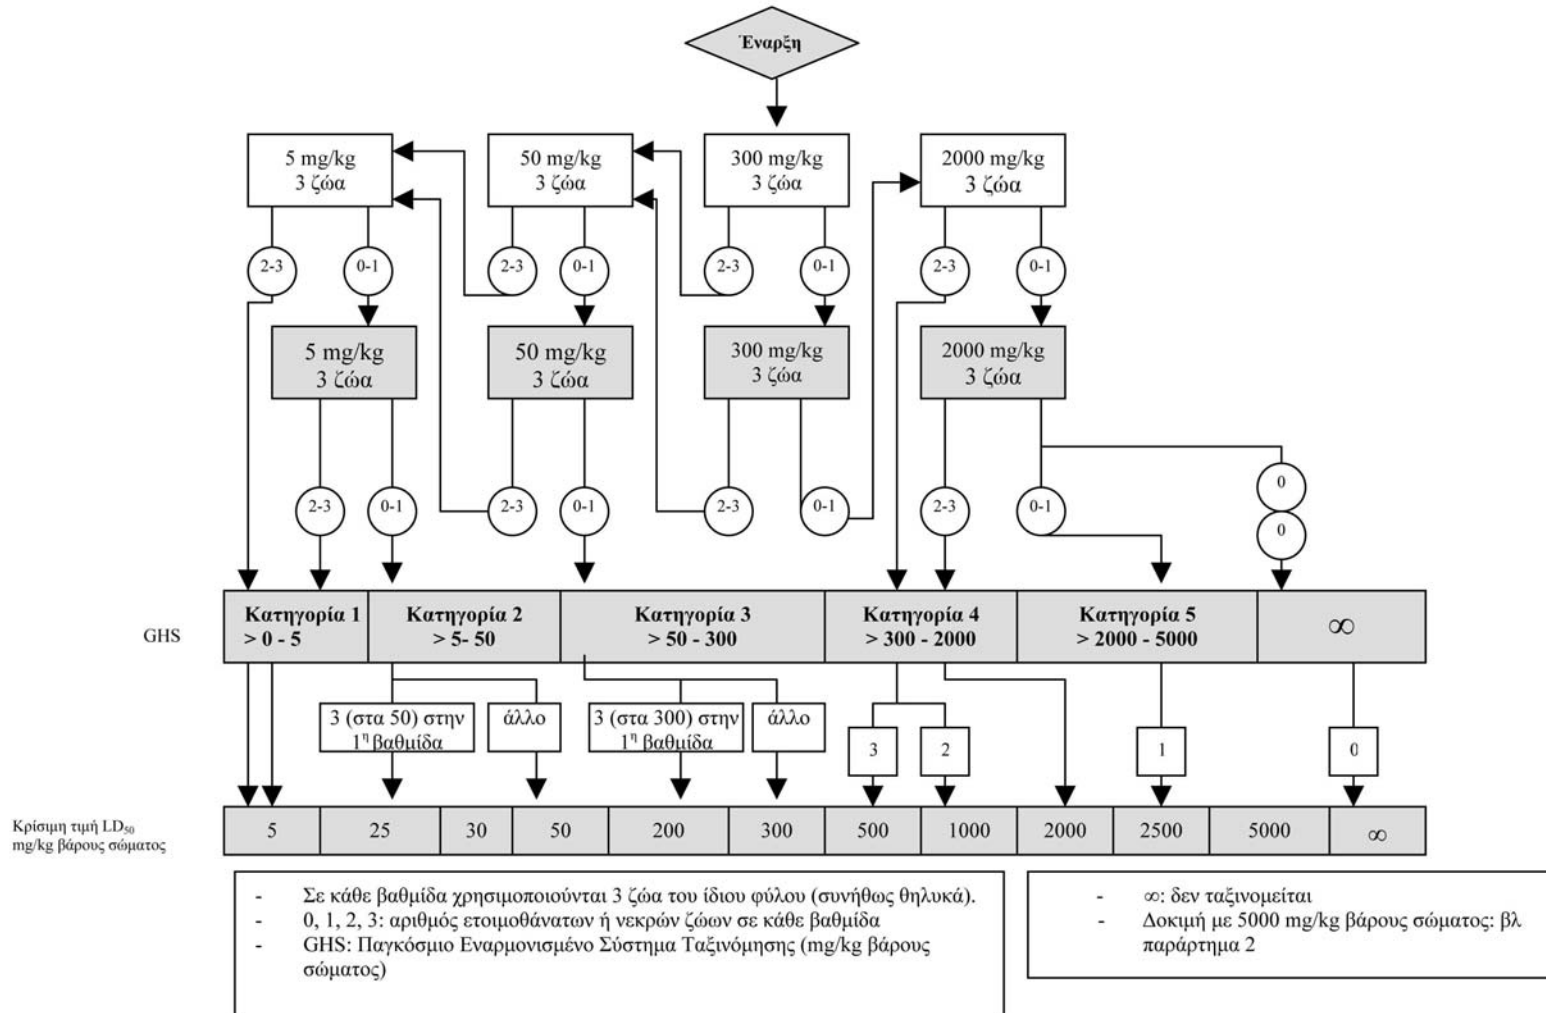 Έναρξη
5 mg/kg
3 ζώα
50 mg/kg
3 ζώα
300 mg/kg
3 ζώα
2000 mg/kg
3 ζώα
2-3
0-1
2-3
0-1
2-3
0-1
2-3
0-1
5 mg/kg
3 ζώα
50 mg/kg
3 ζώα
300 mg/kg
3 ζώα
2000 mg/kg
3 ζώα
2-3
0-1
2-3
0-1
2-3
0-1
2-3
0-1
0
0
GHS
Κατηγορία 1
> 0 - 5
Κατηγορία 2
> 5- 50
Κατηγορία 3
> 50 - 300
Κατηγορία 4
> 300 - 2000
Κατηγορία 5
> 2000 - 5000
∞
3 (στα 50) στην
1η βαθμίδα
άλλο
3 (στα 300) στην
1η βαθμίδα
άλλο
3
2
1
0
Κρίσιμη τιμή LD50
mg/kg βάρους σώματος
5
25
30
50
200
300
500
1000
2000
2500
5000
∞
- Σε κάθε βαθμίδα χρησιμοποιούνται 3 ζώα του ίδιου φύλου (συνήθως θηλυκά).
- 0, 1, 2, 3: αριθμός ετοιμοθάνατων ή νεκρών ζώων σε κάθε βαθμίδα
- GHS: Παγκόσμιο Εναρμονισμένο Σύστημα Ταξινόμησης (mg/kg βάρους
σώματος)
- ∞: δεν ταξινομείται
- Δοκιμή με 5000 mg/kg βάρους σώματος: βλ
παράρτημα 2